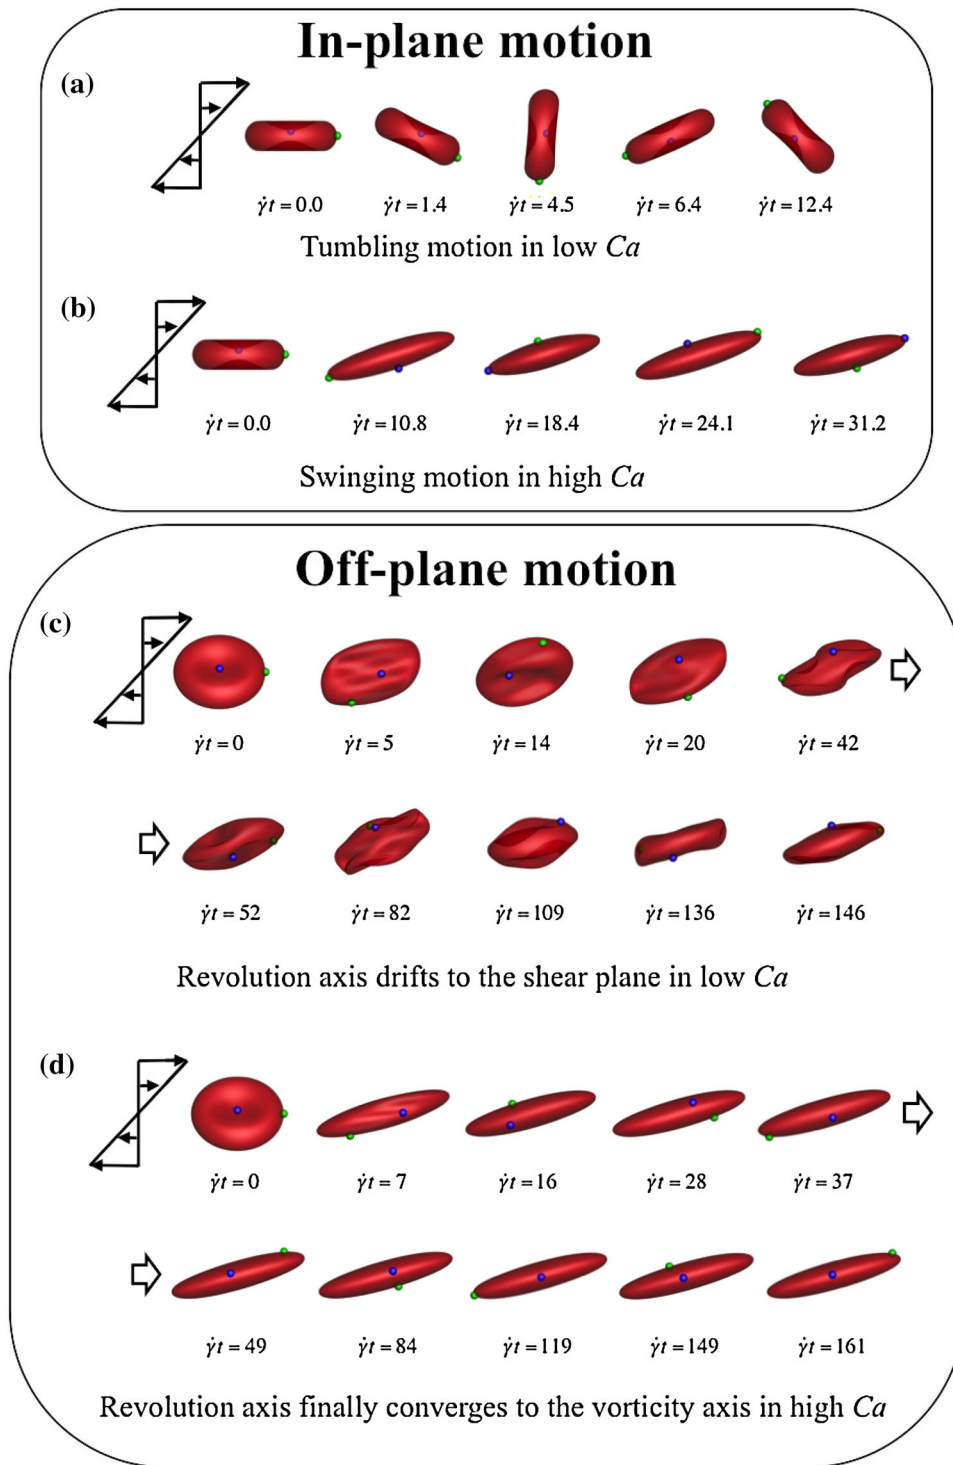 In-plane motion
(a)
γ̇t = 0.0 γ̇t = 1.4 γ̇t = 4.5 γ̇t = 6.4 γ̇t = 12.4
Tumbling motion in low Ca
(b)
γ̇t = 0.0 γ̇t = 10.8 γ̇t = 18.4 γ̇t = 24.1 γ̇t = 31.2
Swinging motion in high Ca
Off-plane motion
(c)
γ̇t = 0 γ̇t = 5 γ̇t = 14 γ̇t = 20 γ̇t = 42
γ̇t = 52 γ̇t = 82 γ̇t = 109 γ̇t = 136 γ̇t = 146
Revolution axis drifts to the shear plane in low Ca
(d)
γ̇t = 0 γ̇t = 7 γ̇t = 16 γ̇t = 28 γ̇t = 37
γ̇t = 49 γ̇t = 84 γ̇t = 119 γ̇t = 149 γ̇t = 161
Revolution axis finally converges to the vorticity axis in high Ca